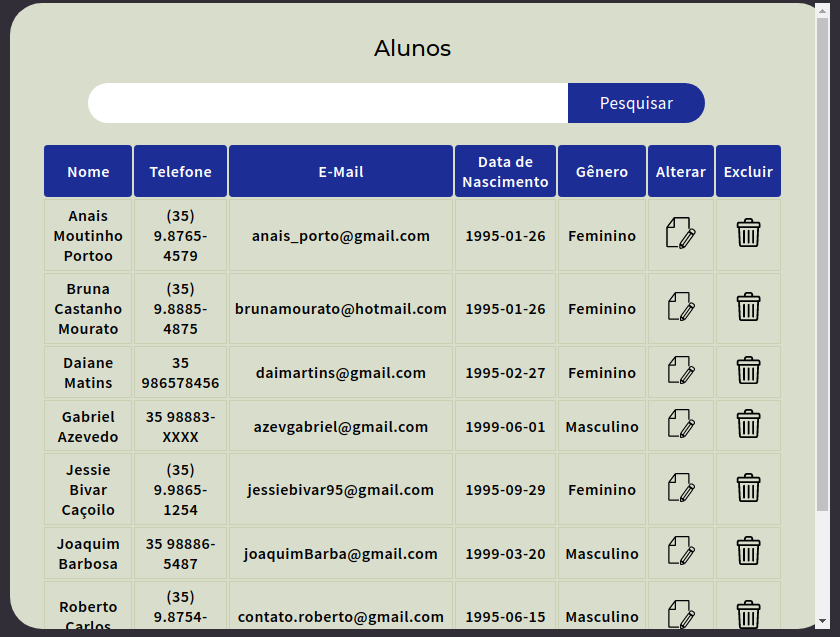 Alunos
Pesquisar
Nome Telefone E-Mail Data de Nascimento Gênero Alterar Excluir
Anais Moutinho Portoo (35) 9.8765-4579 anais_porto@gmail.com 1995-01-26 Feminino
Bruna Castanho Mourato (35) 9.8885-4875 brunamourato@hotmail.com 1995-01-26 Feminino
Daiane Matins 35 986578456 daimartins@gmail.com 1995-02-27 Feminino
Gabriel Azevedo 35 98883-XXXX azevgabriel@gmail.com 1999-06-01 Masculino
Jessie Bivar Caçoilo (35) 9.9865-1254 jessiebivar95@gmail.com 1995-09-29 Feminino
Joaquim Barbosa 35 98886-5487 joaquimBarba@gmail.com 1999-03-20 Masculino
Roberto Carlos (35) 9.8754- contato.roberto@gmail.com 1995-06-15 Masculino